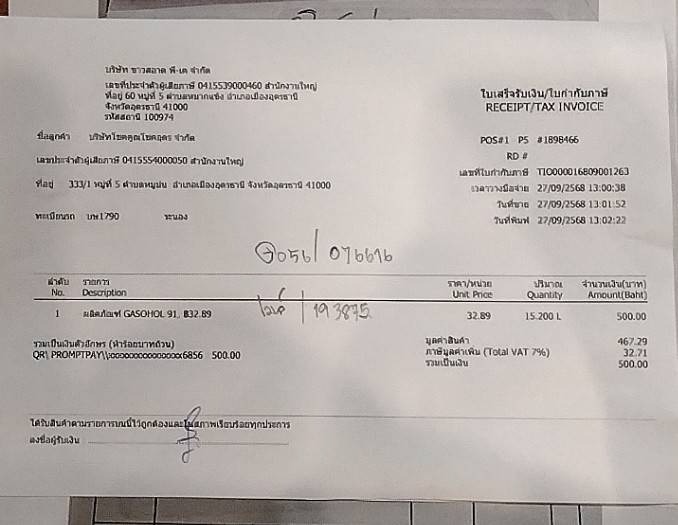 บริษัท ชาวสอาด พี-เค จำกัด
เลขที่ประจำตัวผู้เสียภาษี 0415539000460 สำนักงานใหญ่
ที่อยู่ 60 หมู่ที่ 5 ตำบลหมากแข้ง อำเภอเมืองอุดรธานี
จังหวัดอุดรธานี 41000
รหัสสถานี 100974
ใบเสร็จรับเงิน/ใบกำกับภาษี
RECEIPT/TAX INVOICE
ชื่อลูกค้า บริษัทโชคคูณโชคอุดร จำกัด
POS#1 P5 #1898466
RD #
เลขประจำตัวผู้เสียภาษี 0415554000050 สำนักงานใหญ่
เลขที่ใบกำกับภาษี TIO000016809001263
ที่อยู่ 333/1 หมู่ที่ 5 ตำบลหมูม่น อำเภอเมืองอุดรธานี จังหวัดอุดรธานี 41000
27/09/2568 13:00:38
วันที่ขาย 27/09/2568 13:01:52
ทะเบียนรถ บห1790 ระนอง
วันที่พิมพ์ 27/09/2568 13:02:22
056/ 076616
ลำดับ รายการ ราคา/หน่วย ปริมาณ จำนวนเงิน(บาท)
No. Description Unit Price Quantity Amount(Baht)
1 ผลิตภัณฑ์ GASOHOL 91, ฿32.89 32.89 15.200 L 500.00
ไมค์ | 193875
รวมเป็นเงินตัวอักษร (ห้าร้อยบาทถ้วน)
มูลค่าสินค้า 467.29
QR\ PROMPTPAY\\xxxxxxxxxxxxxxxx6856 500.00
ภาษีมูลค่าเพิ่ม (Total VAT 7%) 32.71
รวมเป็นเงิน 500.00
ได้รับสินค้าตามรายการบนนี้ไว้ถูกต้องและในสภาพเรียบร้อยทุกประการ
ลงชื่อผู้รับเงิน